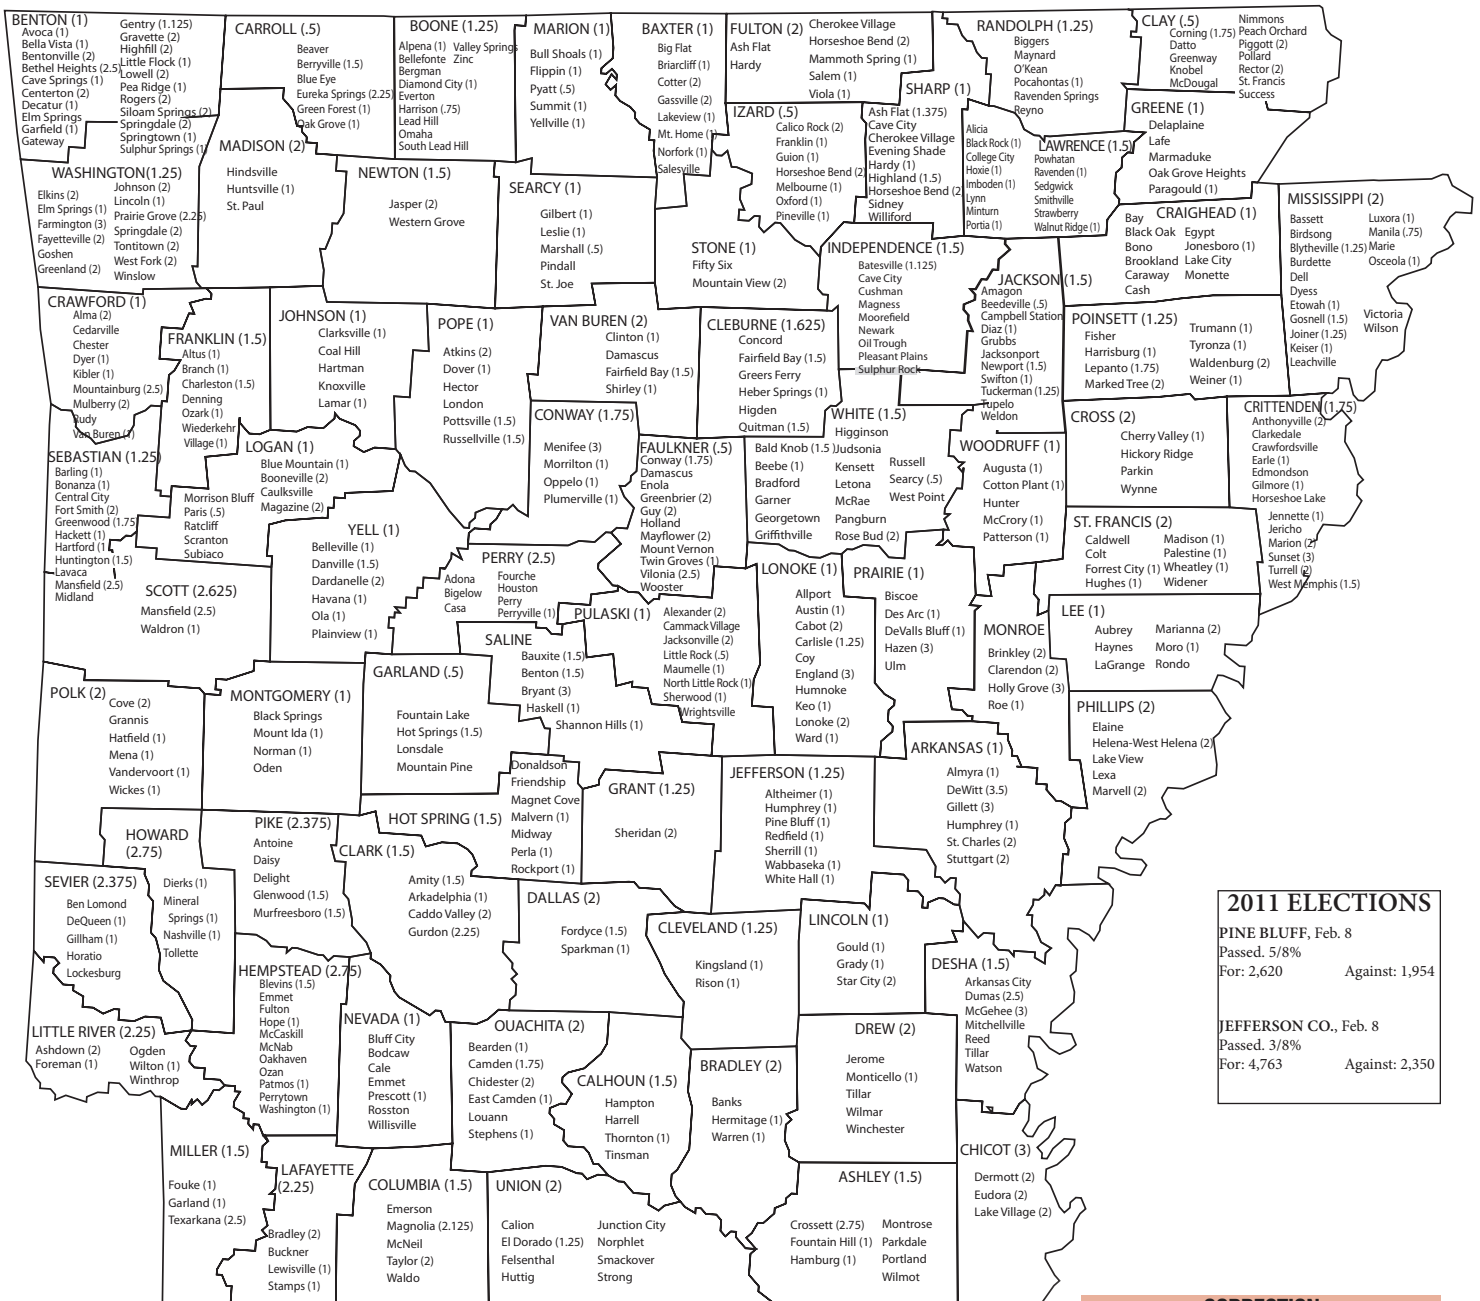 BENTON (1)
Avoca (1)
Bella Vista (1)
Bentonville (2)
Bethel Heights (2.5)
Cave Springs (1)
Centerton (2)
Decatur (1)
Elm Springs
Garfield (1)
Gateway
Gentry (1.125)
Gravette (2)
Highfill (2)
Little Flock (1)
Lowell (2)
Pea Ridge (1)
Rogers (2)
Siloam Springs (2)
Springdale (2)
Springtown (1)
Sulphur Springs (1)
CARROLL (.5)
Beaver
Berryville (1.5)
Blue Eye
Eureka Springs (2.25)
Green Forest (1)
Oak Grove (1)
BOONE (1.25)
Alpena (1)
Bellefonte
Bergman
Diamond City (1)
Everton
Harrison (.75)
Lead Hill
Omaha
South Lead Hill
Valley Springs
Zinc
MARION (1)
Bull Shoals (1)
Flippin (1)
Pyatt (.5)
Summit (1)
Yellville (1)
BAXTER (1)
Big Flat
Briarcliff (1)
Cotter (2)
Gassville (2)
Lakeview (1)
Mt. Home (1)
Norfork (1)
Salesville
FULTON (2)
Ash Flat
Hardy
Cherokee Village
Horseshoe Bend (2)
Mammoth Spring (1)
Salem (1)
Viola (1)
RANDOLPH (1.25)
Biggers
Maynard
O'Kean
Pocahontas (1)
Ravenden Springs
Reyno
CLAY (.5)
Corning (1.75)
Datto
Greenway
Knobel
McDougal
Nimmons
Peach Orchard
Piggott (2)
Pollard
Rector (2)
St. Francis
Success
GREENE (1)
Delaplaine
Lafe
Marmaduke
Oak Grove Heights
Paragould (1)
SHARP (1)
Ash Flat (1.375)
Cave City
Cherokee Village
Evening Shade
Hardy (1)
Highland (1.5)
Horseshoe Bend (2)
Sidney
Williford
IZARD (.5)
Calico Rock (2)
Franklin (1)
Guion (1)
Horseshoe Bend (2)
Melbourne (1)
Oxford (1)
Pineville (1)
LAWRENCE (1.5)
Alicia
Black Rock (1)
College City
Hoxie (1)
Imboden (1)
Lynn
Minturn
Portia (1)
Powhatan
Ravenden (1)
Sedgwick
Smithville
Strawberry
Walnut Ridge (1)
WASHINGTON(1.25)
Elkins (2)
Elm Springs (1)
Farmington (3)
Fayetteville (2)
Goshen
Greenland (2)
Johnson (2)
Lincoln (1)
Prairie Grove (2.25)
Springdale (2)
Tontitown (2)
West Fork (2)
Winslow
MADISON (2)
Hindsville
Huntsville (1)
St. Paul
NEWTON (1.5)
Jasper (2)
Western Grove
SEARCY (1)
Gilbert (1)
Leslie (1)
Marshall (.5)
Pindall
St. Joe
STONE (1)
Fifty Six
Mountain View (2)
INDEPENDENCE (1.5)
Batesville (1.125)
Cave City
Cushman
Magness
Moorefield
Newark
Oil Trough
Pleasant Plains
Sulphur Rock
JACKSON (1.5)
Amagon
Beedeville (.5)
Campbell Station
Diaz (1)
Grubbs
Jacksonport
Newport (1.5)
Swifton (1)
Tuckerman (1.25)
Tupelo
Weldon
CRAIGHEAD (1)
Bay
Black Oak
Bono
Brookland
Caraway
Cash
Egypt
Jonesboro (1)
Lake City
Monette
MISSISSIPPI (2)
Bassett
Birdsong
Blytheville (1.25)
Burdette
Dell
Dyess
Etowah (1)
Gosnell (1.5)
Joiner (1.25)
Keiser (1)
Leachville
Luxora (1)
Manila (.75)
Marie
Osceola (1)
Victoria
Wilson
CRAWFORD (1)
Alma (2)
Cedarville
Chester
Dyer (1)
Kibler (1)
Mountainburg (2.5)
Mulberry (2)
Rudy
Van Buren (1)
FRANKLIN (1.5)
Altus (1)
Branch (1)
Charleston (1.5)
Denning
Ozark (1)
Wiederkehr
Village (1)
JOHNSON (1)
Clarksville (1)
Coal Hill
Hartman
Knoxville
Lamar (1)
POPE (1)
Atkins (2)
Dover (1)
Hector
London
Pottsville (1.5)
Russellville (1.5)
VAN BUREN (2)
Clinton (1)
Damascus
Fairfield Bay (1.5)
Shirley (1)
CLEBURNE (1.625)
Concord
Fairfield Bay (1.5)
Greers Ferry
Heber Springs (1)
Higden
Quitman (1.5)
POINSETT (1.25)
Fisher
Harrisburg (1)
Lepanto (1.75)
Marked Tree (2)
Trumann (1)
Tyronza (1)
Waldenburg (2)
Weiner (1)
CROSS (2)
Cherry Valley (1)
Hickory Ridge
Parkin
Wynne
CRITTENDEN (1.75)
Anthonyville (2)
Clarkedale
Crawfordsville
Earle (1)
Edmondson
Gilmore (1)
Horseshoe Lake
Jennette (1)
Jericho
Marion (2)
Sunset (3)
Turrell (2)
West Memphis (1.5)
SEBASTIAN (1.25)
Barling (1)
Bonanza (1)
Central City
Fort Smith (2)
Greenwood (1.75)
Hackett (1)
Hartford (1)
Huntington (1.5)
Lavaca
Mansfield (2.5)
Midland
LOGAN (1)
Blue Mountain (1)
Booneville (2)
Caulksville
Magazine (2)
Morrison Bluff
Paris (.5)
Ratcliff
Scranton
Subiaco
CONWAY (1.75)
Menifee (3)
Morrilton (1)
Oppelo (1)
Plumerville (1)
FAULKNER (.5)
Conway (1.75)
Damascus
Enola
Greenbrier (2)
Guy (2)
Holland
Mayflower (2)
Mount Vernon
Twin Groves (1)
Vilonia (2.5)
Wooster
WHITE (1.5)
Bald Knob (1.5)
Beebe (1)
Bradford
Garner
Georgetown
Griffithville
Higginson
Judsonia
Kensett
Letona
McRae
Pangburn
Rose Bud (2)
Russell
Searcy (.5)
West Point
WOODRUFF (1)
Augusta (1)
Cotton Plant (1)
Hunter
McCrory (1)
Patterson (1)
ST. FRANCIS (2)
Caldwell
Colt
Forrest City (1)
Hughes (1)
Madison (1)
Palestine (1)
Wheatley (1)
Widener
SCOTT (2.625)
Mansfield (2.5)
Waldron (1)
YELL (1)
Belleville (1)
Danville (1.5)
Dardanelle (2)
Havana (1)
Ola (1)
Plainview (1)
PERRY (2.5)
Adona
Bigelow
Casa
Fourche
Houston
Perry
Perryville (1)
PULASKI (1)
Alexander (2)
Cammack Village
Jacksonville (2)
Little Rock (.5)
Maumelle (1)
North Little Rock (1)
Sherwood (1)
Wrightsville
LONOKE (1)
Allport
Austin (1)
Cabot (2)
Carlisle (1.25)
Coy
England (3)
Humnoke
Keo (1)
Lonoke (2)
Ward (1)
PRAIRIE (1)
Biscoe
Des Arc (1)
DeValls Bluff (1)
Hazen (3)
Ulm
MONROE
Brinkley (2)
Clarendon (2)
Holly Grove (3)
Roe (1)
LEE (1)
Aubrey
Haynes
LaGrange
Marianna (2)
Moro (1)
Rondo
POLK (2)
Cove (2)
Grannis
Hatfield (1)
Mena (1)
Vandervoort (1)
Wickes (1)
MONTGOMERY (1)
Black Springs
Mount Ida (1)
Norman (1)
Oden
GARLAND (.5)
Fountain Lake
Hot Springs (1.5)
Lonsdale
Mountain Pine
SALINE
Bauxite (1.5)
Benton (1.5)
Bryant (3)
Haskell (1)
Shannon Hills (1)
PHILLIPS (2)
Elaine
Helena-West Helena (2)
Lake View
Lexa
Marvell (2)
HOT SPRING (1.5)
Donaldson
Friendship
Magnet Cove
Malvern (1)
Midway
Perla (1)
Rockport (1)
GRANT (1.25)
Sheridan (2)
JEFFERSON (1.25)
Altheimer (1)
Humphrey (1)
Pine Bluff (1)
Redfield (1)
Sherrill (1)
Wabbaseka (1)
White Hall (1)
ARKANSAS (1)
Almyra (1)
DeWitt (3.5)
Gillett (3)
Humphrey (1)
St. Charles (2)
Stuttgart (2)
HOWARD
(2.75)
Dierks (1)
Mineral
Springs (1)
Nashville (1)
Tollette
PIKE (2.375)
Antoine
Daisy
Delight
Glenwood (1.5)
Murfreesboro (1.5)
CLARK (1.5)
Amity (1.5)
Arkadelphia (1)
Caddo Valley (2)
Gurdon (2.25)
SEVIER (2.375)
Ben Lomond
DeQueen (1)
Gillham (1)
Horatio
Lockesburg
DALLAS (2)
Fordyce (1.5)
Sparkman (1)
CLEVELAND (1.25)
Kingsland (1)
Rison (1)
LINCOLN (1)
Gould (1)
Grady (1)
Star City (2)
DESHA (1.5)
Arkansas City
Dumas (2.5)
McGehee (3)
Mitchellville
Reed
Tillar
Watson
2011 ELECTIONS
PINE BLUFF, Feb. 8
Passed. 5/8%
For: 2,620 Against: 1,954
JEFFERSON CO., Feb. 8
Passed. 3/8%
For: 4,763 Against: 2,350
LITTLE RIVER (2.25)
Ashdown (2)
Foreman (1)
Ogden
Wilton (1)
Winthrop
HEMPSTEAD (2.75)
Blevins (1.5)
Emmet
Fulton
Hope (1)
McCaskill
McNab
Oakhaven
Ozan
Patmos (1)
Perrytown
Washington (1)
NEVADA (1)
Bluff City
Bodcaw
Cale
Emmet
Prescott (1)
Rosston
Willisville
OUACHITA (2)
Bearden (1)
Camden (1.75)
Chidester (2)
East Camden (1)
Louann
Stephens (1)
CALHOUN (1.5)
Hampton
Harrell
Thornton (1)
Tinsman
BRADLEY (2)
Banks
Hermitage (1)
Warren (1)
DREW (2)
Jerome
Monticello (1)
Tillar
Wilmar
Winchester
MILLER (1.5)
Fouke (1)
Garland (1)
Texarkana (2.5)
LAFAYETTE
(2.25)
Bradley (2)
Buckner
Lewisville (1)
Stamps (1)
COLUMBIA (1.5)
Emerson
Magnolia (2.125)
McNeil
Taylor (2)
Waldo
UNION (2)
Calion
El Dorado (1.25)
Felsenthal
Huttig
Junction City
Norphlet
Smackover
Strong
ASHLEY (1.5)
Crossett (2.75)
Fountain Hill (1)
Hamburg (1)
Montrose
Parkdale
Portland
Wilmot
CHICOT (3)
Dermott (2)
Eudora (2)
Lake Village (2)